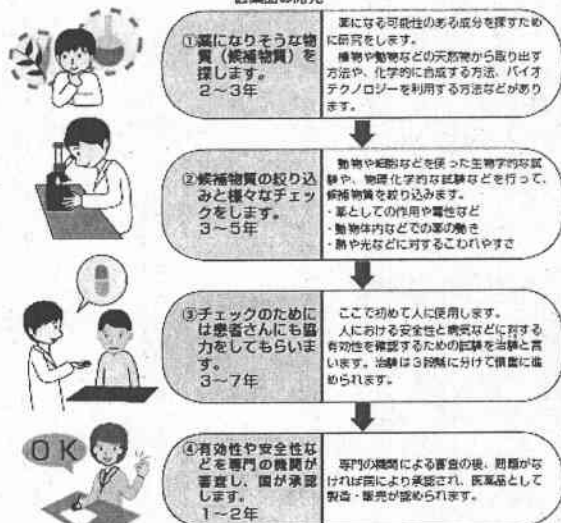 医薬品の開発
①薬になりそうな物
質（候補物質）を
探します。
2～3年
薬になる可能性のある成分を探すため
に研究をします。
植物や動物などの天然物から取り出す
方法や、化学的に合成する方法、バイオ
テクノロジーを利用する方法などがあり
ます。
②候補物質の絞り込
みと様々なチェッ
クをします。
3～5年
動物や細胞などを使った生物学的な試
験や、物理化学的な試験などを行って、
候補物質を絞り込みます。
・薬としての作用や毒性など
・動物体内などでの薬の動き
・熱や光などに対するこわれやすさ
③チェックのためにに
は患者さんにも協
力をしてもらいま
す。
3～7年
ここで初めて人に使用します。
人における安全性と病気などに対する
有効性を確認するための試験を治験と言
います。治験は3段階に分けて慎重に進
められます。
OK
④有効性や安全性な
どを専門の機関が
審査し、国が承認
します。
1～2年
専門の機関による審査の後、問題がな
ければ国により承認され、医薬品として
製造・販売が認められます。